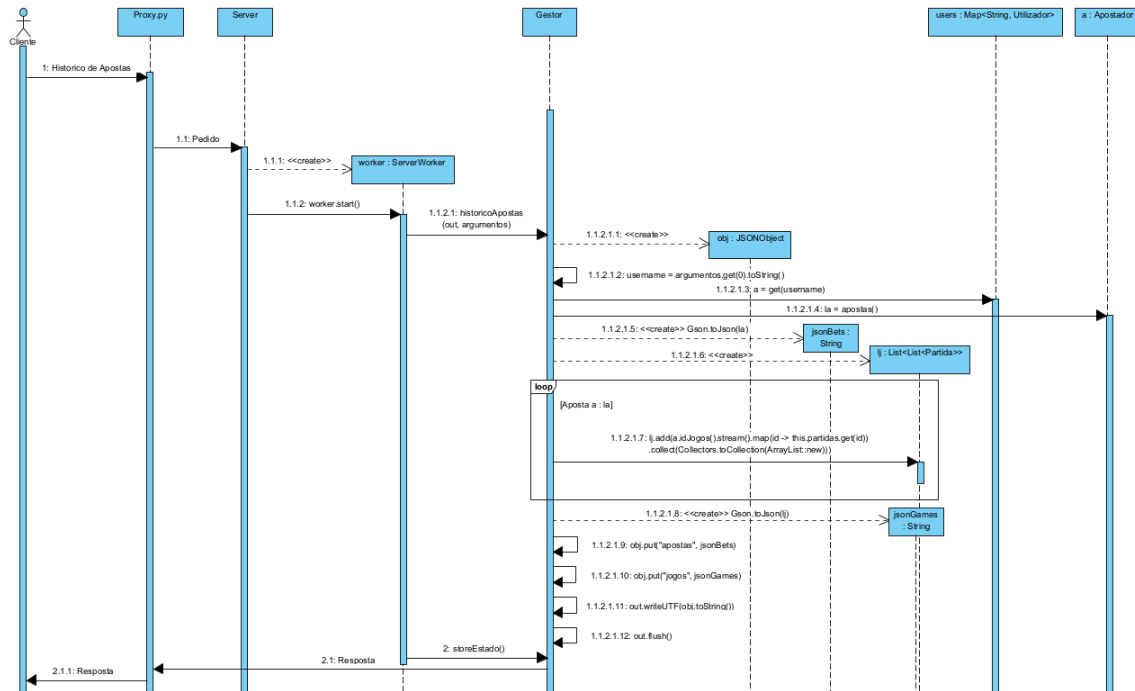 Cliente
Proxy.py
Server
Gestor
users : Map<String, Utilizador>
a : Apostador
1: Historico de Apostas
1.1: Pedido
1.1.1: <<create>>
worker : ServerWorker
1.1.2: worker.start()
1.1.2.1: historicoApostas
(out, argumentos)
1.1.2.1.1: <<create>>
obj : JSONObject
1.1.2.1.2: username = argumentos.get(0).toString()
1.1.2.1.3: a = get(username)
1.1.2.1.4: la = apostas()
1.1.2.1.5: <<create>> Gson.toJson(la)
jsonBets :
String
1.1.2.1.6: <<create>>
lj : List<List<Partida>>
loop
[Aposta a : la]
1.1.2.1.7: lj.add(a.idJogos().stream().map(id -> this.partidas.get(id))
.collect(Collectors.toCollection(ArrayList::new)))
1.1.2.1.8: <<create>> Gson.toJson(lj)
jsonGames
: String
1.1.2.1.9: obj.put("apostas", jsonBets)
1.1.2.1.10: obj.put("jogos", jsonGames)
1.1.2.1.11: out.writeUTF(obj.toString())
1.1.2.1.12: out.flush()
2: storeEstado()
2.1: Resposta
2.1.1: Resposta